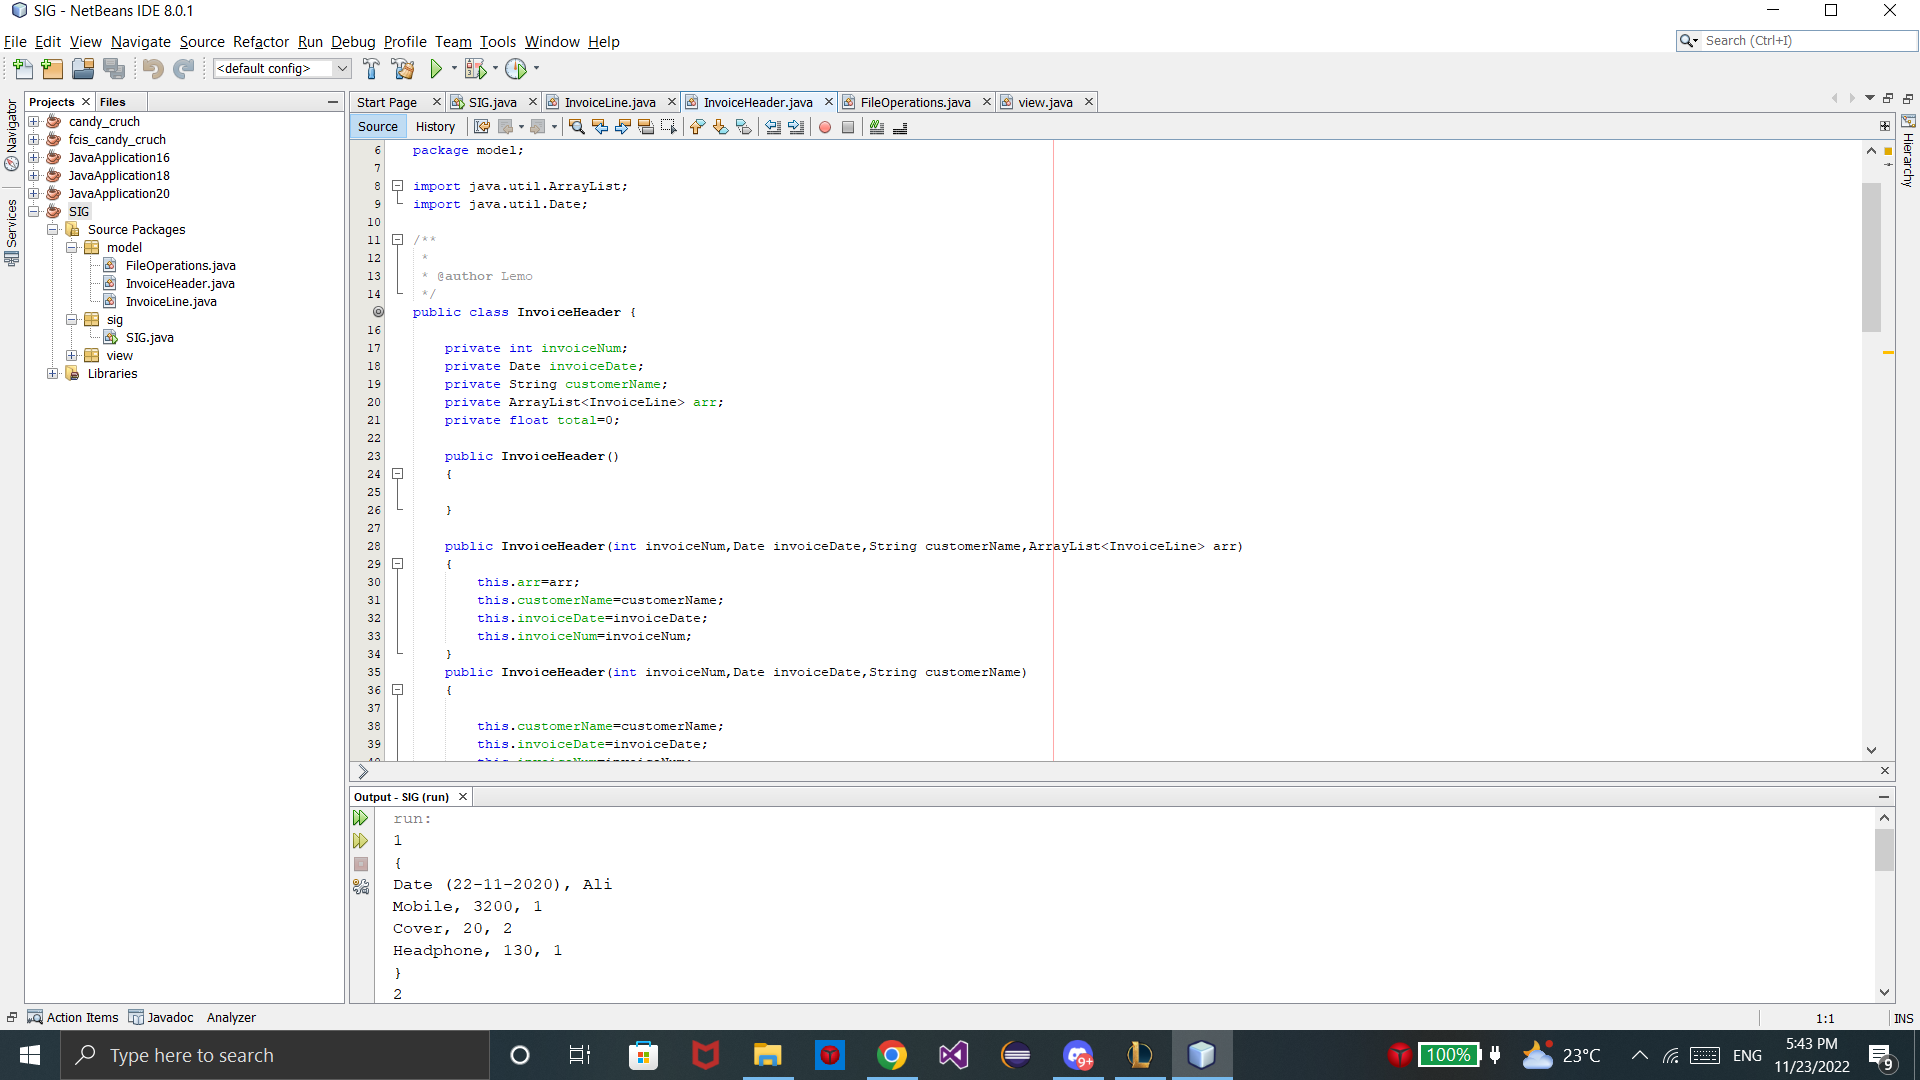 SIG - NetBeans IDE 8.0.1
File Edit View Navigate Source Refactor Run Debug Profile Team Tools Window Help
Search (Ctrl+I)
<default config>
Navigator
Services
Projects
Files
candy_cruch
fcis_candy_cruch
JavaApplication16
JavaApplication18
JavaApplication20
SIG
Source Packages
model
FileOperations.java
InvoiceHeader.java
InvoiceLine.java
sig
SIG.java
view
Libraries
Start Page
SIG.java
InvoiceLine.java
InvoiceHeader.java
FileOperations.java
view.java
Source
History
Hierarchy
6 package model;
7
8 import java.util.ArrayList;
9 import java.util.Date;
10
11 /**
12 *
13 * @author Lemo
14 */
public class InvoiceHeader {
16
17 private int invoiceNum;
18 private Date invoiceDate;
19 private String customerName;
20 private ArrayList<InvoiceLine> arr;
21 private float total=0;
22
23 public InvoiceHeader()
24 {
25
26 }
27
28 public InvoiceHeader(int invoiceNum,Date invoiceDate,String customerName,ArrayList<InvoiceLine> arr)
29 {
30 this.arr=arr;
31 this.customerName=customerName;
32 this.invoiceDate=invoiceDate;
33 this.invoiceNum=invoiceNum;
34 }
35 public InvoiceHeader(int invoiceNum,Date invoiceDate,String customerName)
36 {
37
38 this.customerName=customerName;
39 this.invoiceDate=invoiceDate;
40 this.invoiceNum=invoiceNum;
Output - SIG (run)
run:
1
{
Date (22-11-2020), Ali
Mobile, 3200, 1
Cover, 20, 2
Headphone, 130, 1
}
2
Action Items
Javadoc
Analyzer
1:1
INS
Type here to search
9+
100%
23°C
ENG
5:43 PM
11/23/2022
9